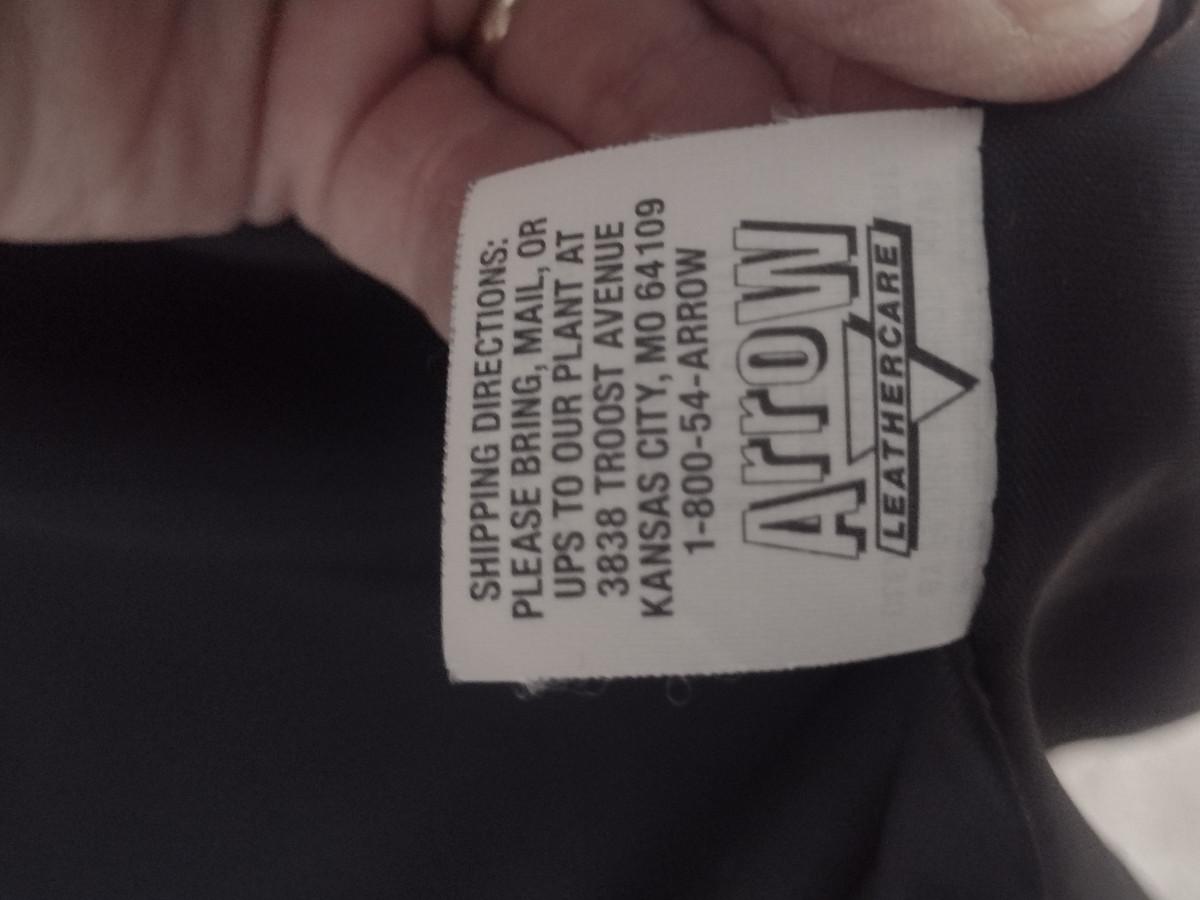 SHIPPING DIRECTIONS:
PLEASE BRING, MAIL, OR
UPS TO OUR PLANT AT
3838 TROOST AVENUE
KANSAS CITY, MO 64109
1-800-54-ARROW
Arrow
LEATHERCARE